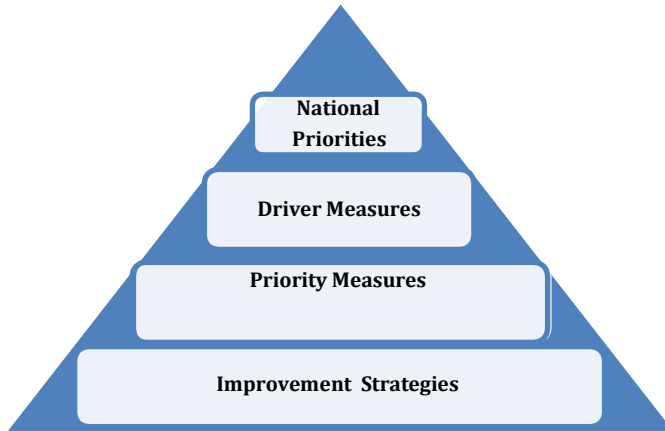 National
Priorities
Driver Measures
Priority Measures
Improvement Strategies